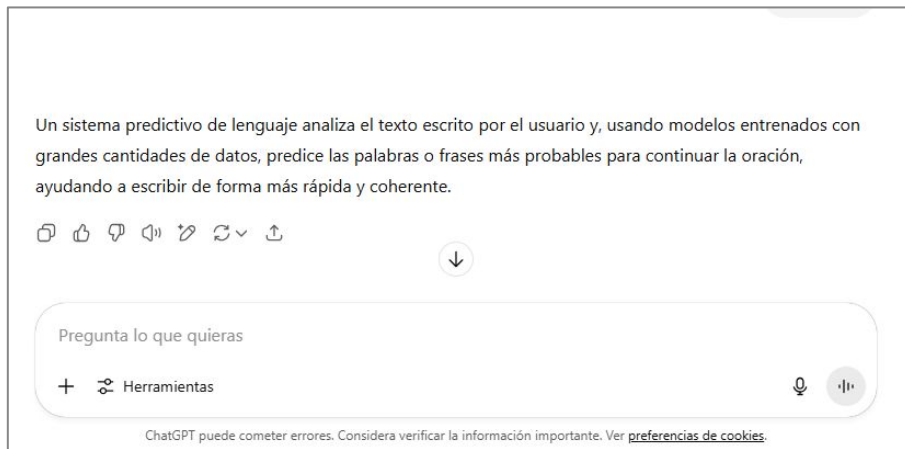 Un sistema predictivo de lenguaje analiza el texto escrito por el usuario y, usando modelos entrenados con
grandes cantidades de datos, predice las palabras o frases más probables para continuar la oración,
ayudando a escribir de forma más rápida y coherente.
Pregunta lo que quieras
Herramientas
ChatGPT puede cometer errores. Considera verificar la información importante. Ver preferencias de cookies.